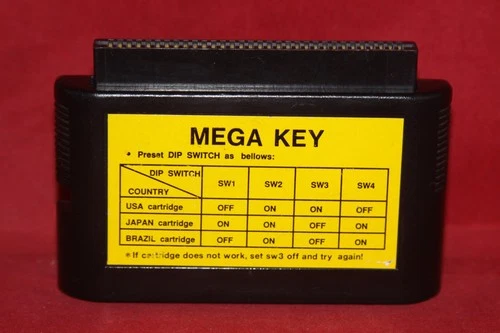 MEGA KEY
• Preset DIP SWITCH as bellows:
DIP SWITCH COUNTRY SW1 SW2 SW3 SW4
USA cartridge OFF ON ON OFF
JAPAN cartridge ON ON OFF ON
BRAZIL cartridge OFF ON OFF ON
* If cartridge does not work, set sw3 off and try again!